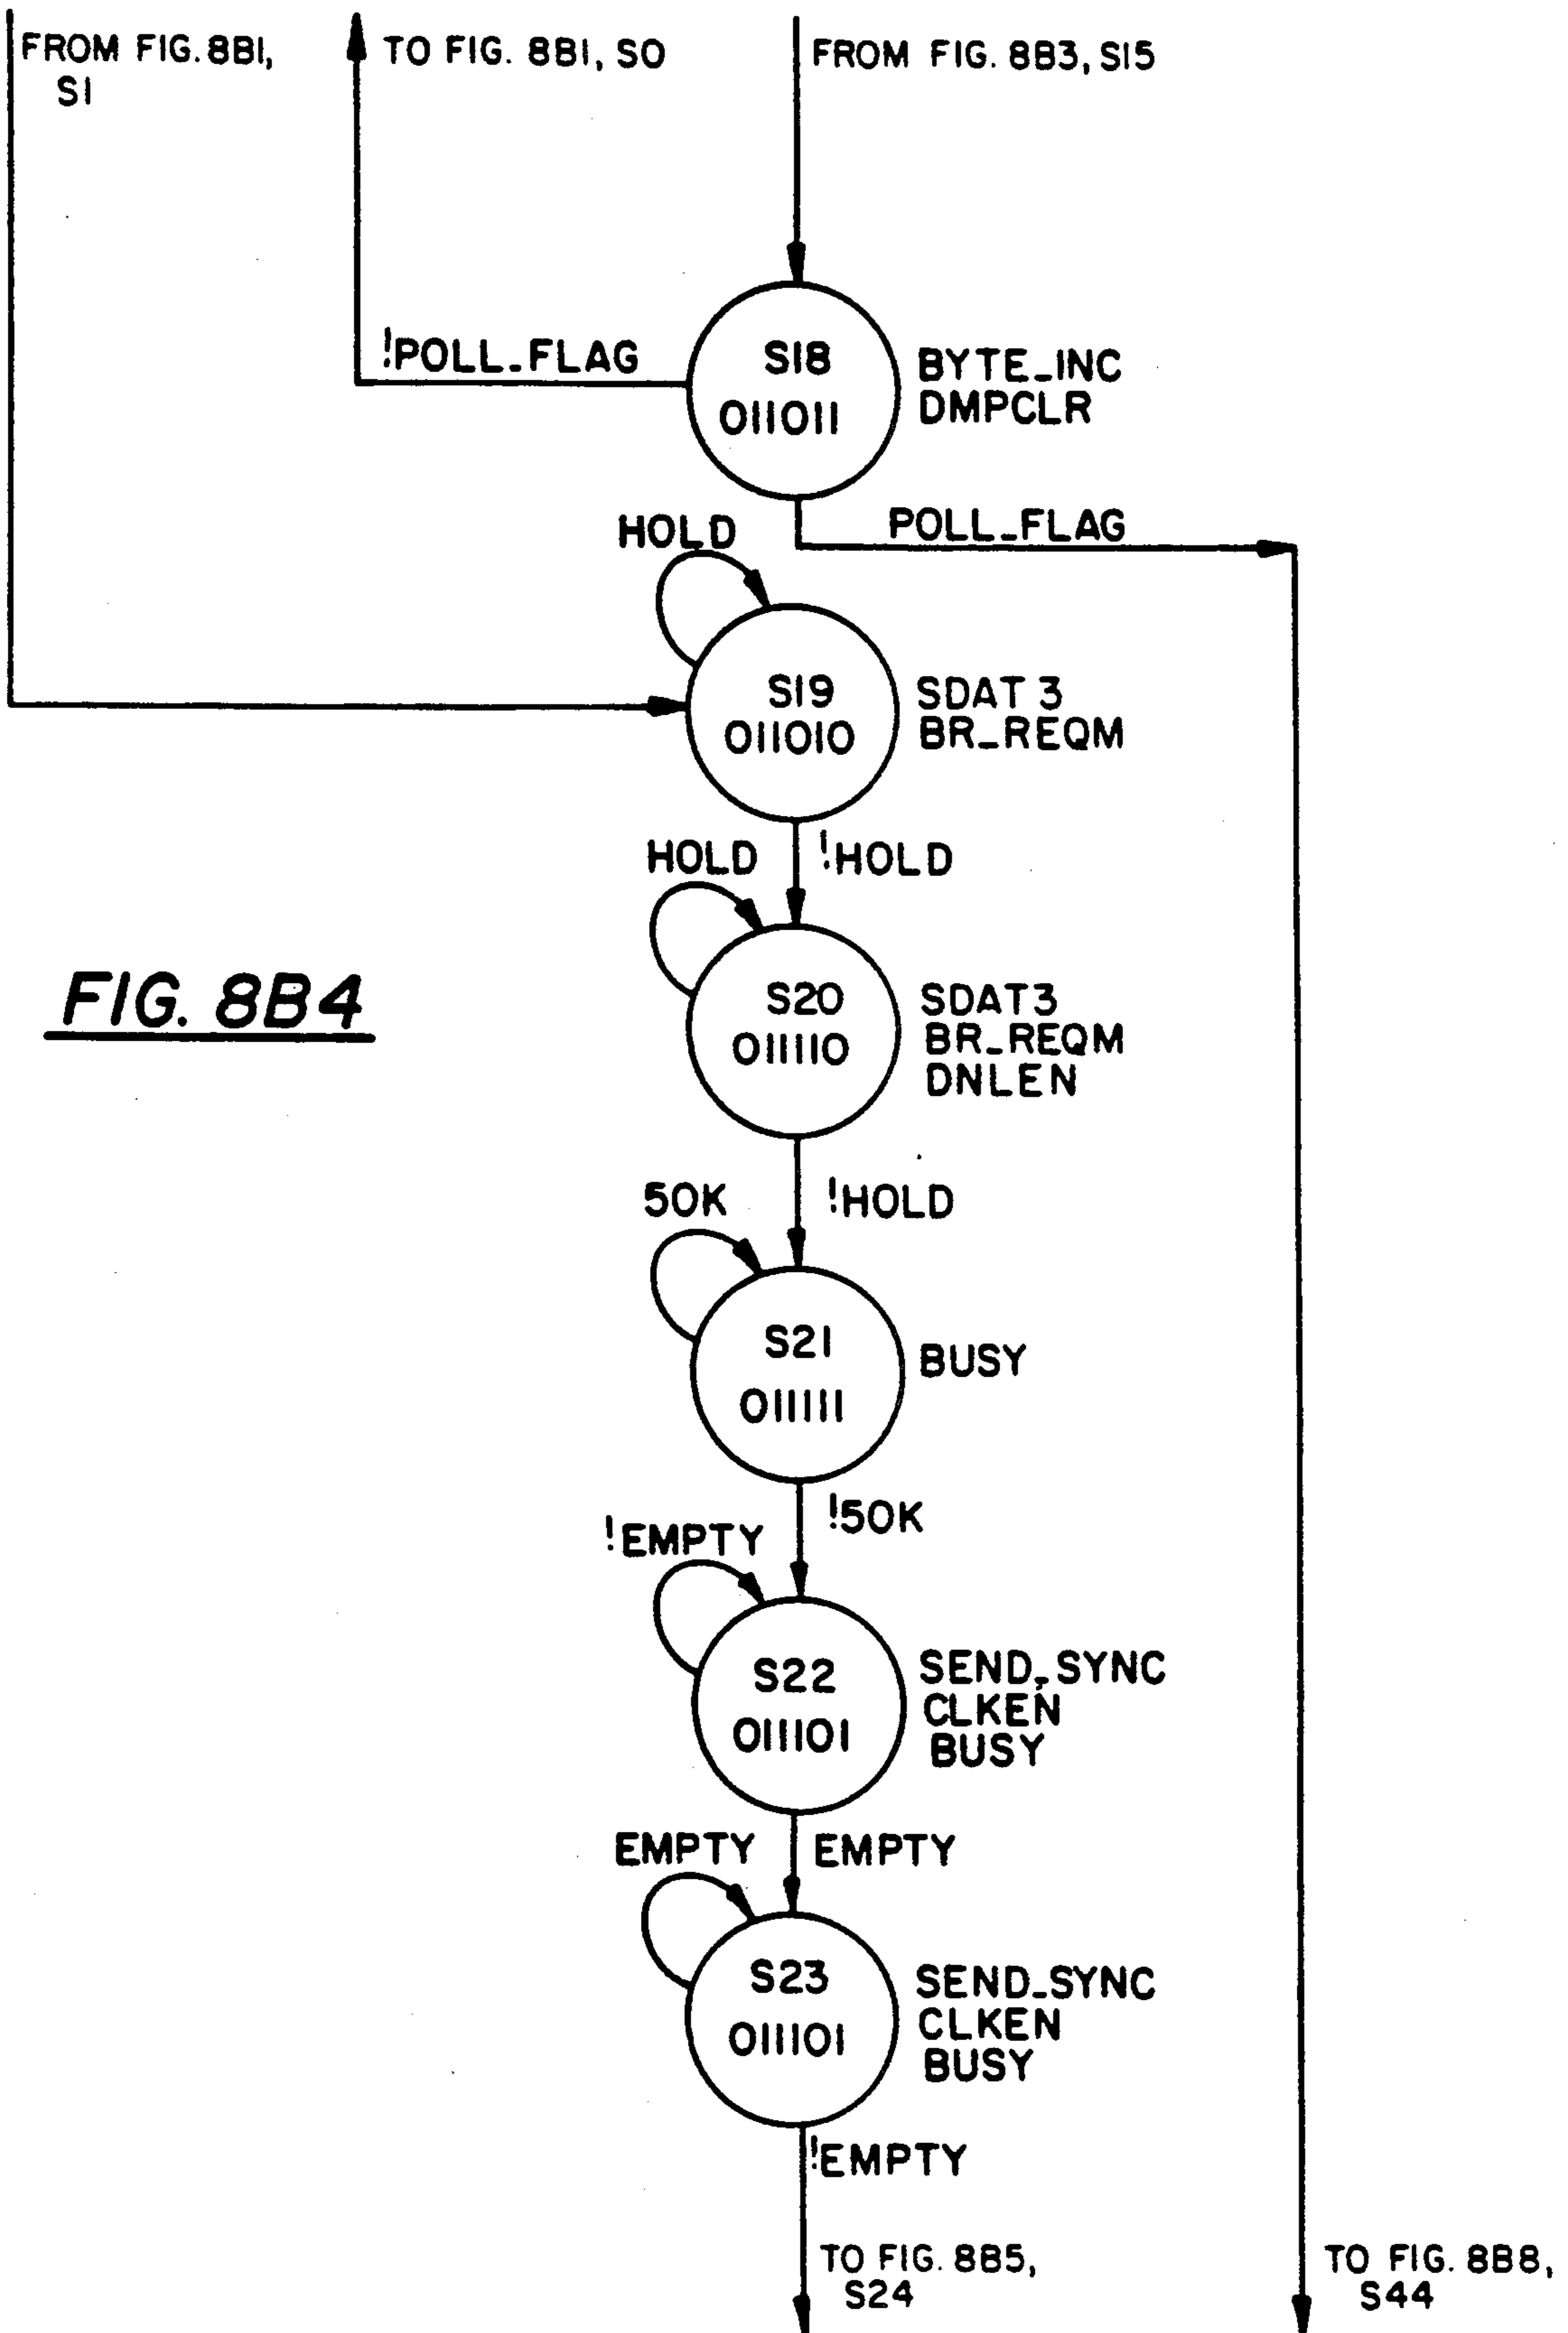 FROM FIG. 8B1,
S1
TO FIG. 8B1, S0
FROM FIG. 8B3, S15
!POLL_FLAG
S18
011011
BYTE_INC
DMPCLR
POLL_FLAG
HOLD
S19
011010
SDAT 3
BR_REQM
HOLD
!HOLD
FIG. 8B4
S20
011110
SDAT3
BR_REQM
DNLEN
50K
!HOLD
S21
011111
BUSY
!50K
!EMPTY
S22
011101
SEND_SYNC
CLKEN
BUSY
EMPTY
EMPTY
S23
011101
SEND_SYNC
CLKEN
BUSY
!EMPTY
TO FIG. 8B5,
S24
TO FIG. 8B8,
S44